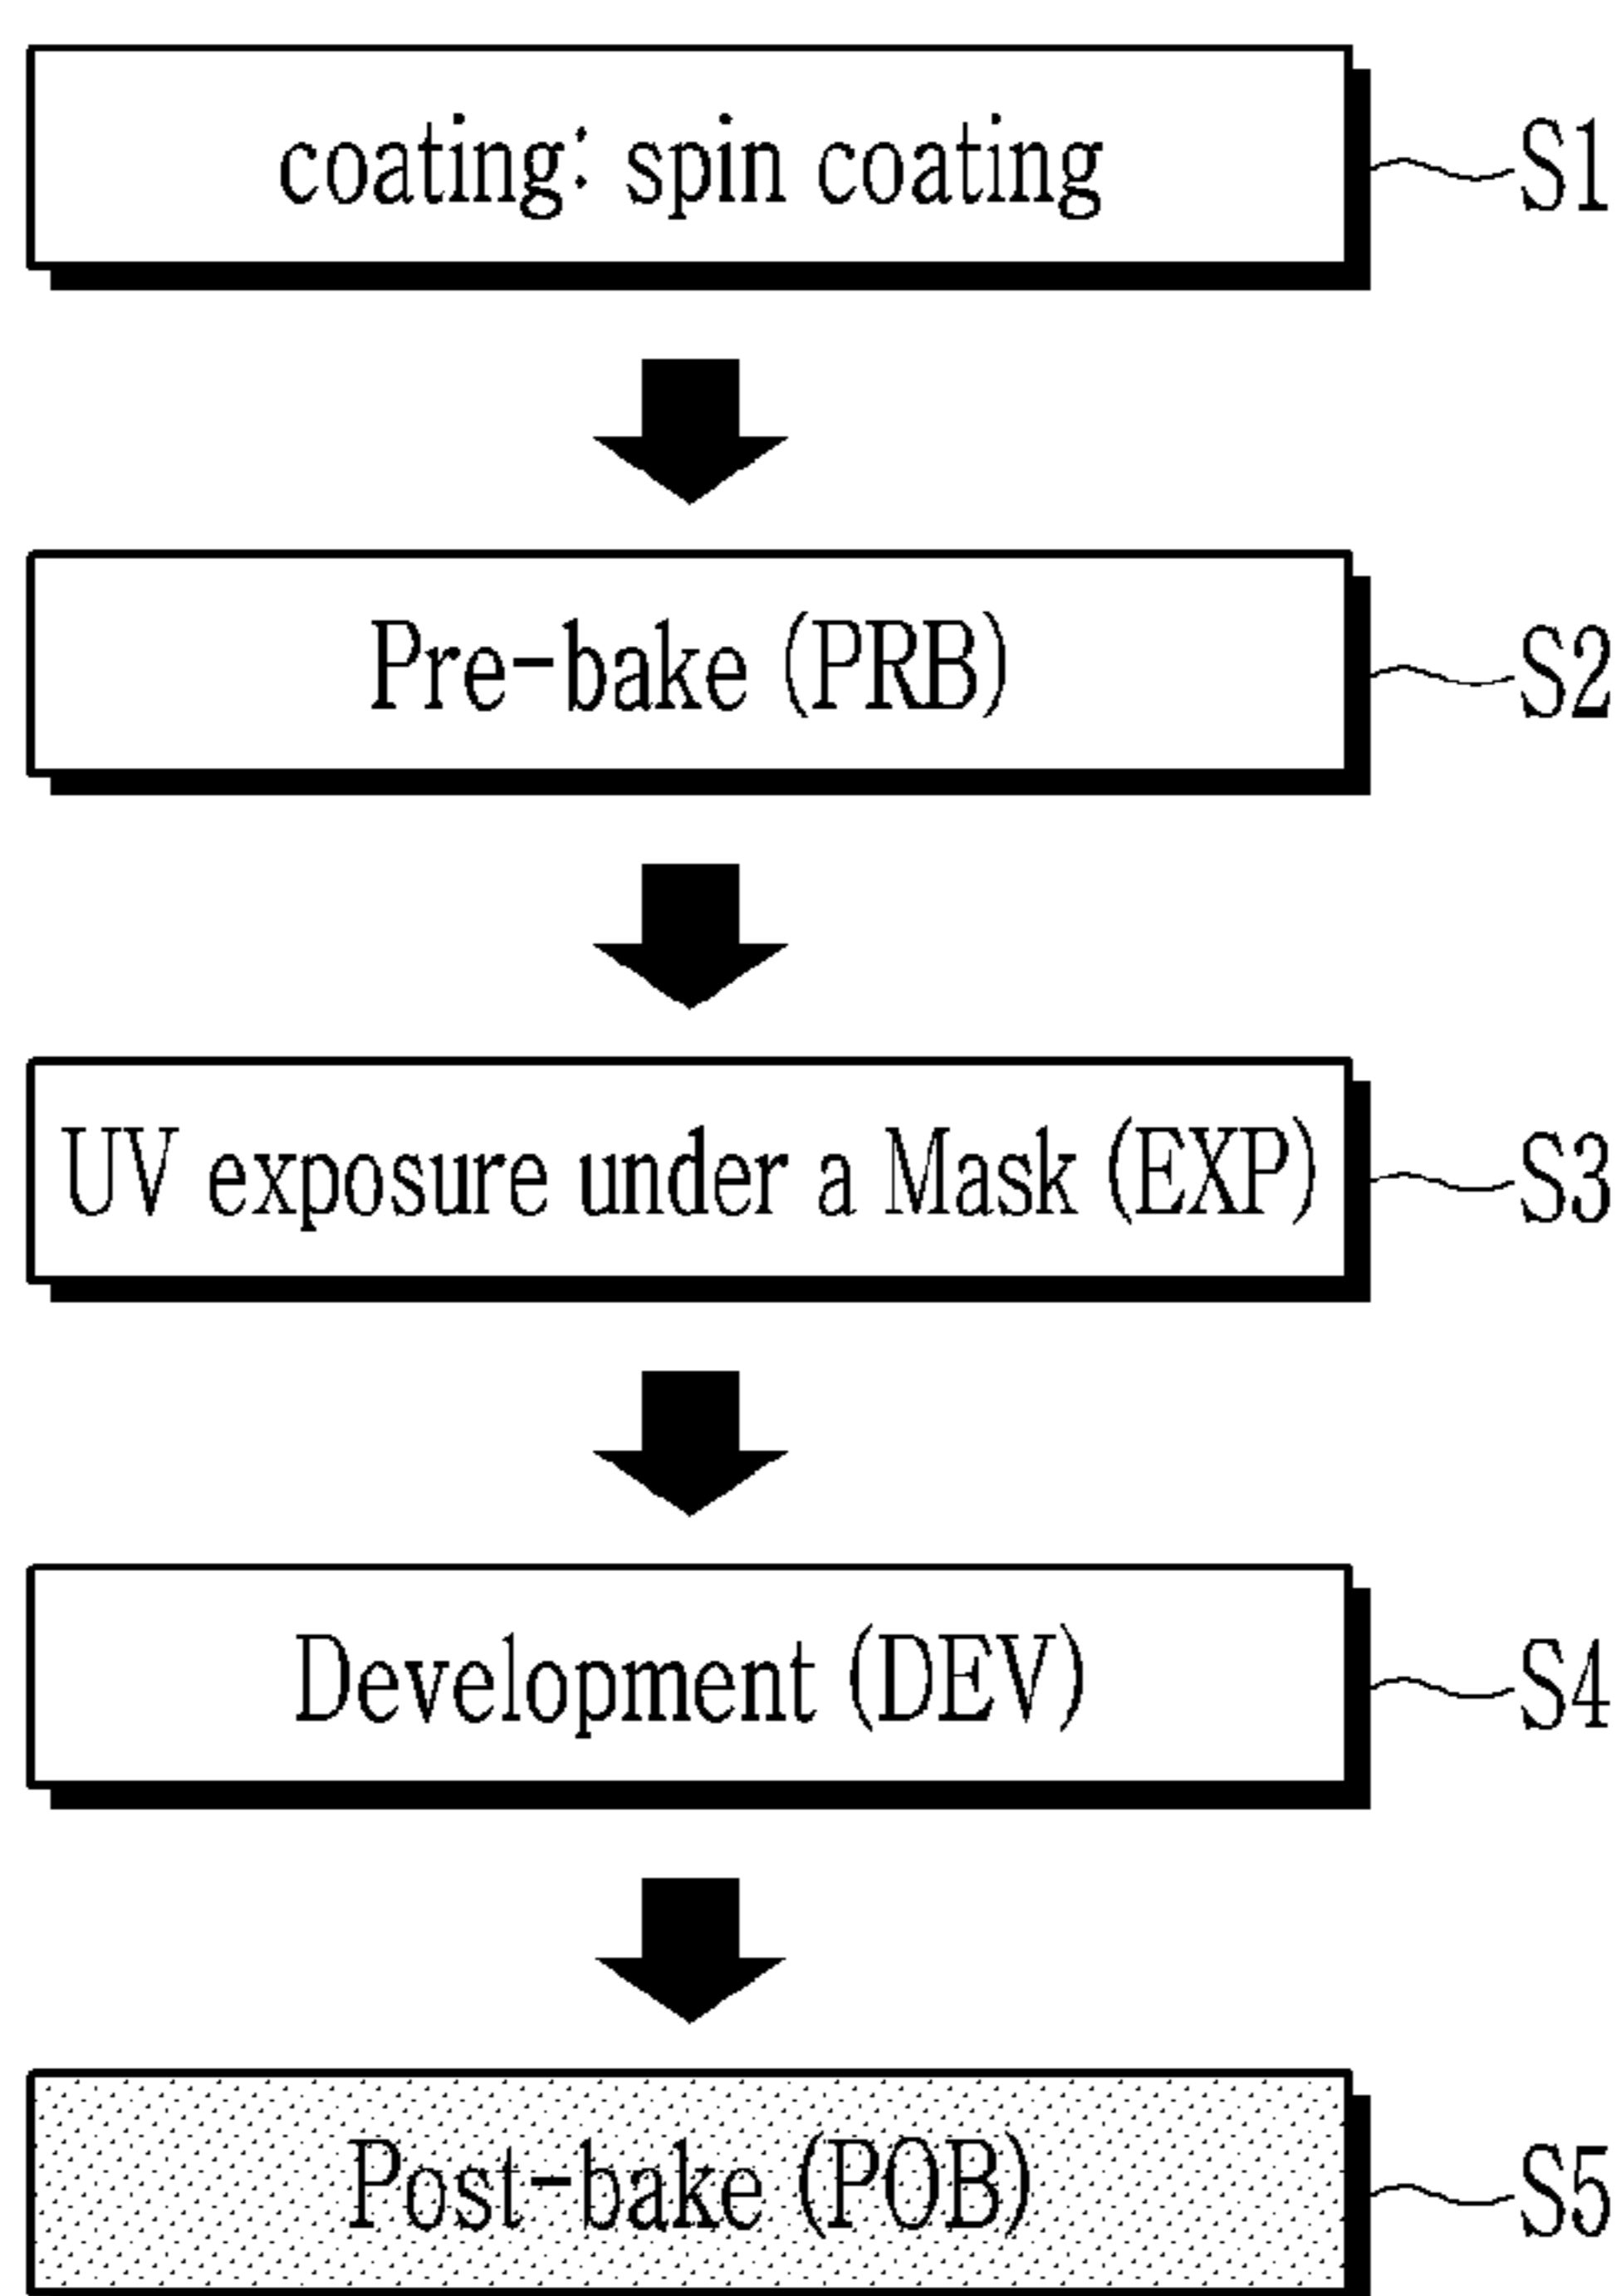 coating: spin coating S1
Pre-bake (PRB) S2
UV exposure under a Mask (EXP) S3
Development (DEV) S4
Post-bake (POB) S5